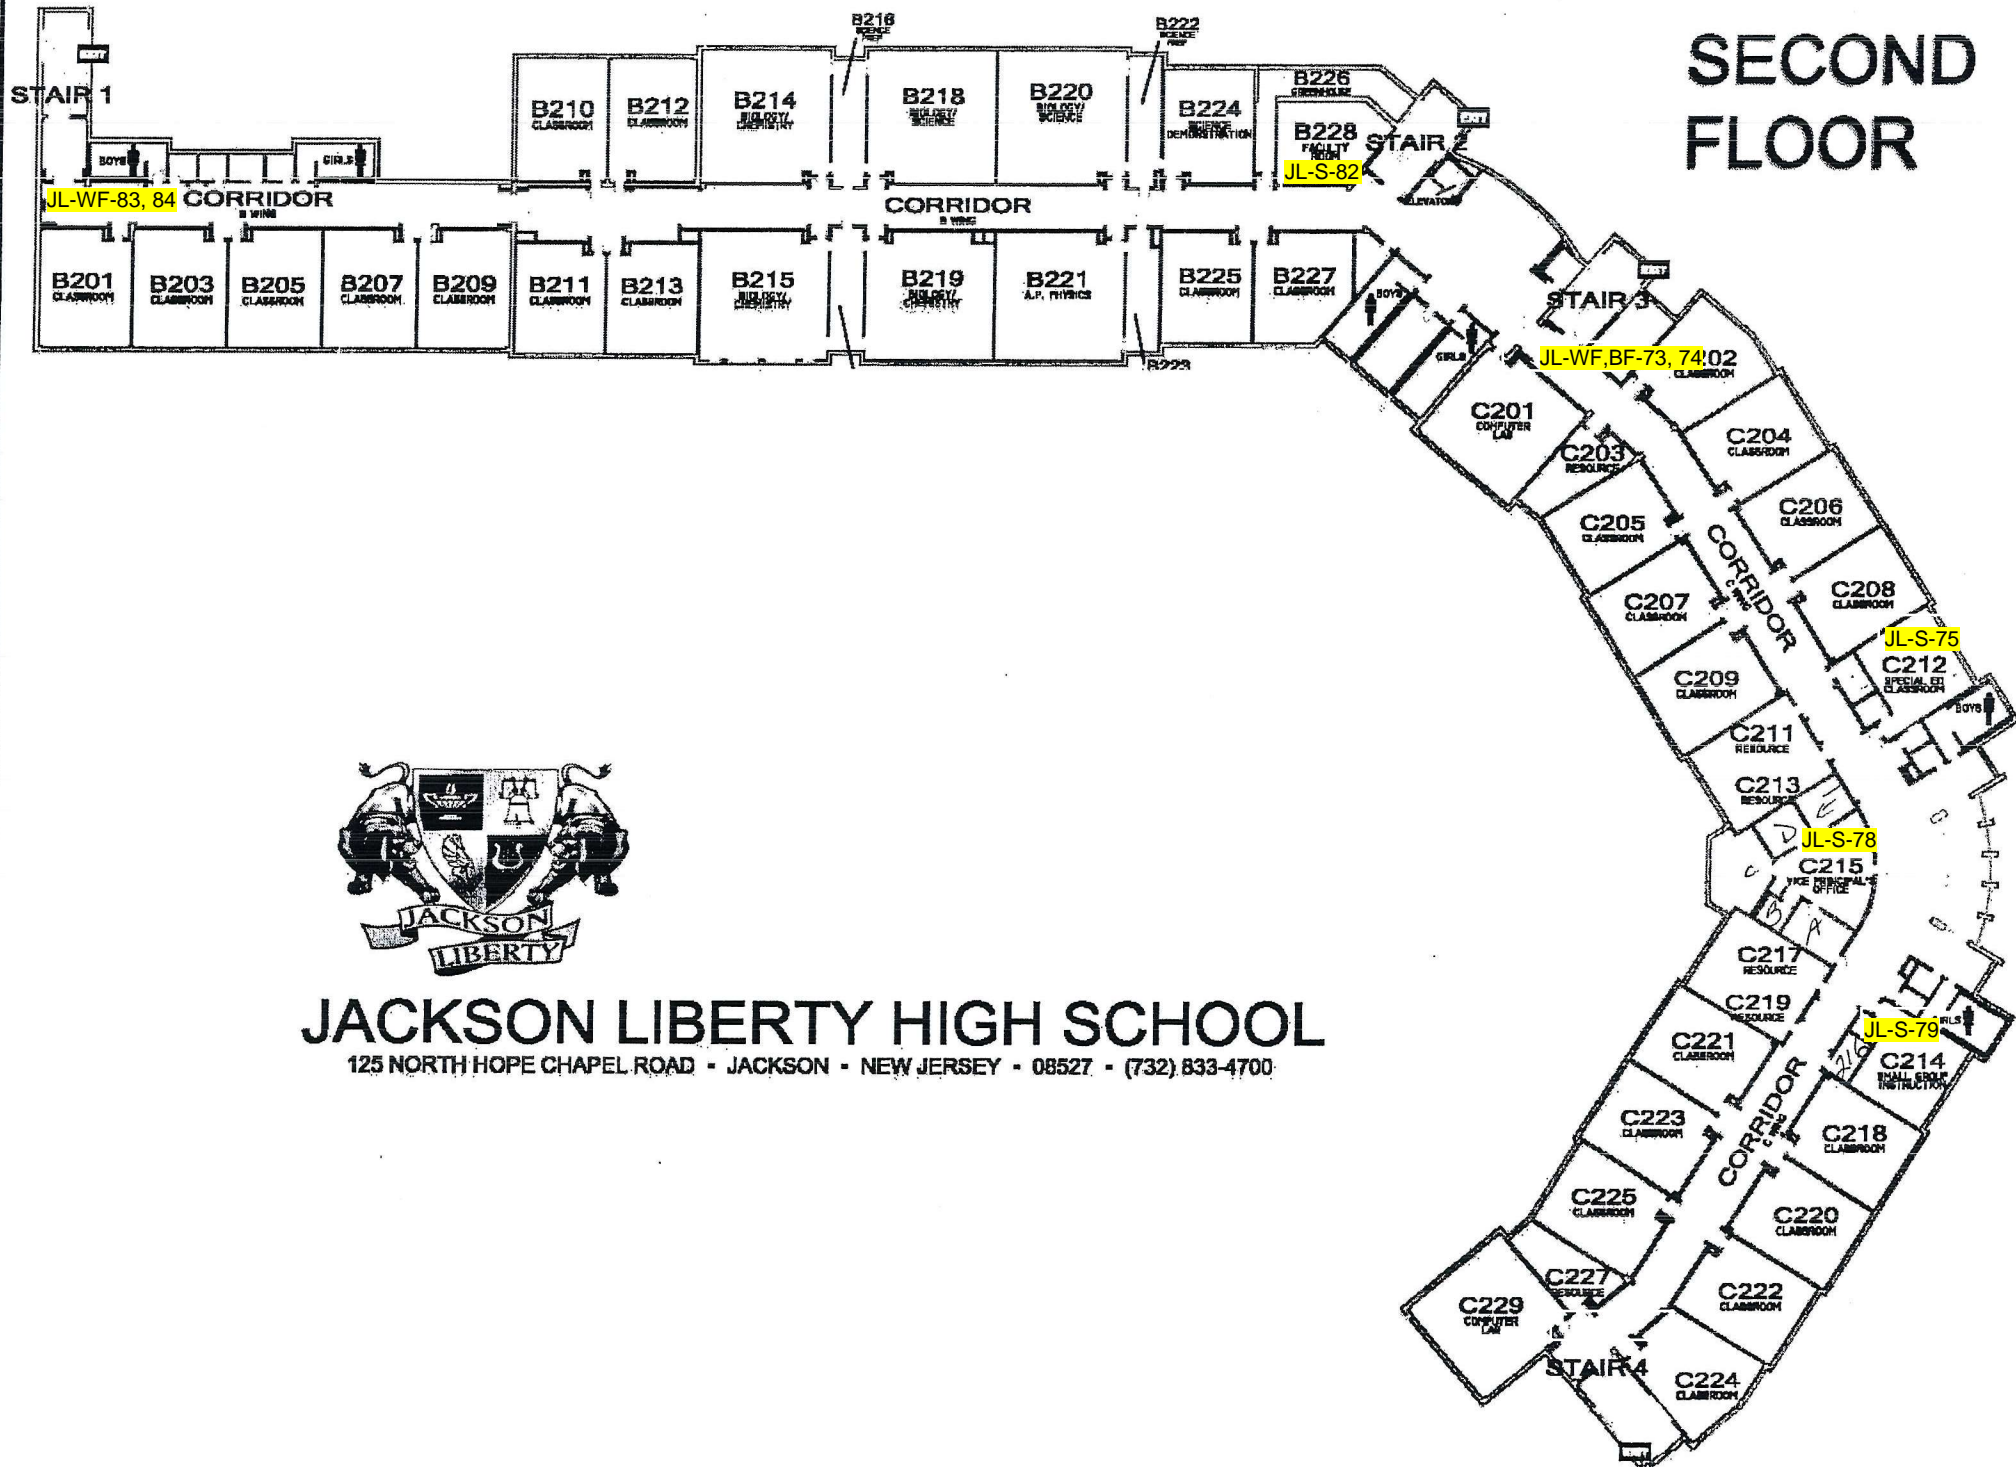 SECOND
FLOOR
B216
SCIENCE
PREP
B222
SCIENCE
PREP
EXIT
STAIR 1
B210
CLASSROOM
B212
CLASSROOM
B214
BIOLOGY/
CHEMISTRY
B218
BIOLOGY/
SCIENCE
B220
BIOLOGY/
SCIENCE
B224
SCIENCE
DEMONSTRATION
B226
GREENHOUSE
B228
FACULTY
ROOM
JL-S-82
EXIT
STAIR 2
ELEVATOR
BOYS
GIRLS
JL-WF-83, 84
CORRIDOR
B WING
CORRIDOR
B WING
B201
CLASSROOM
B203
CLASSROOM
B205
CLASSROOM
B207
CLASSROOM
B209
CLASSROOM
B211
CLASSROOM
B213
CLASSROOM
B215
BIOLOGY/
CHEMISTRY
B219
BIOLOGY/
CHEMISTRY
B221
A.P. PHYSICS
B223
B225
CLASSROOM
B227
CLASSROOM
BOYS
GIRLS
EXIT
STAIR 3
JL-WF,BF-73, 74
202
CLASSROOM
C201
COMPUTER
LAB
C203
RESOURCE
C204
CLASSROOM
C205
CLASSROOM
C206
CLASSROOM
CORRIDOR
C WING
C207
CLASSROOM
C208
CLASSROOM
JL-S-75
C209
CLASSROOM
C212
SPECIAL ED
CLASSROOM
BOYS
C211
RESOURCE
C213
RESOURCE
E
D
JL-S-78
C
C215
VICE PRINCIPAL'S
OFFICE
B
A
C217
RESOURCE
C219
RESOURCE
JL-S-79
IRLS
C221
CLASSROOM
216
C214
SMALL GROUP
INSTRUCTION
CORRIDOR
C WING
C223
CLASSROOM
C218
CLASSROOM
C225
CLASSROOM
C220
CLASSROOM
C227
RESOURCE
C222
CLASSROOM
C229
COMPUTER
LAB
STAIR 4
C224
CLASSROOM
EXIT
JACKSON
LIBERTY
JACKSON LIBERTY HIGH SCHOOL
125 NORTH HOPE CHAPEL ROAD - JACKSON - NEW JERSEY - 08527 - (732) 833-4700